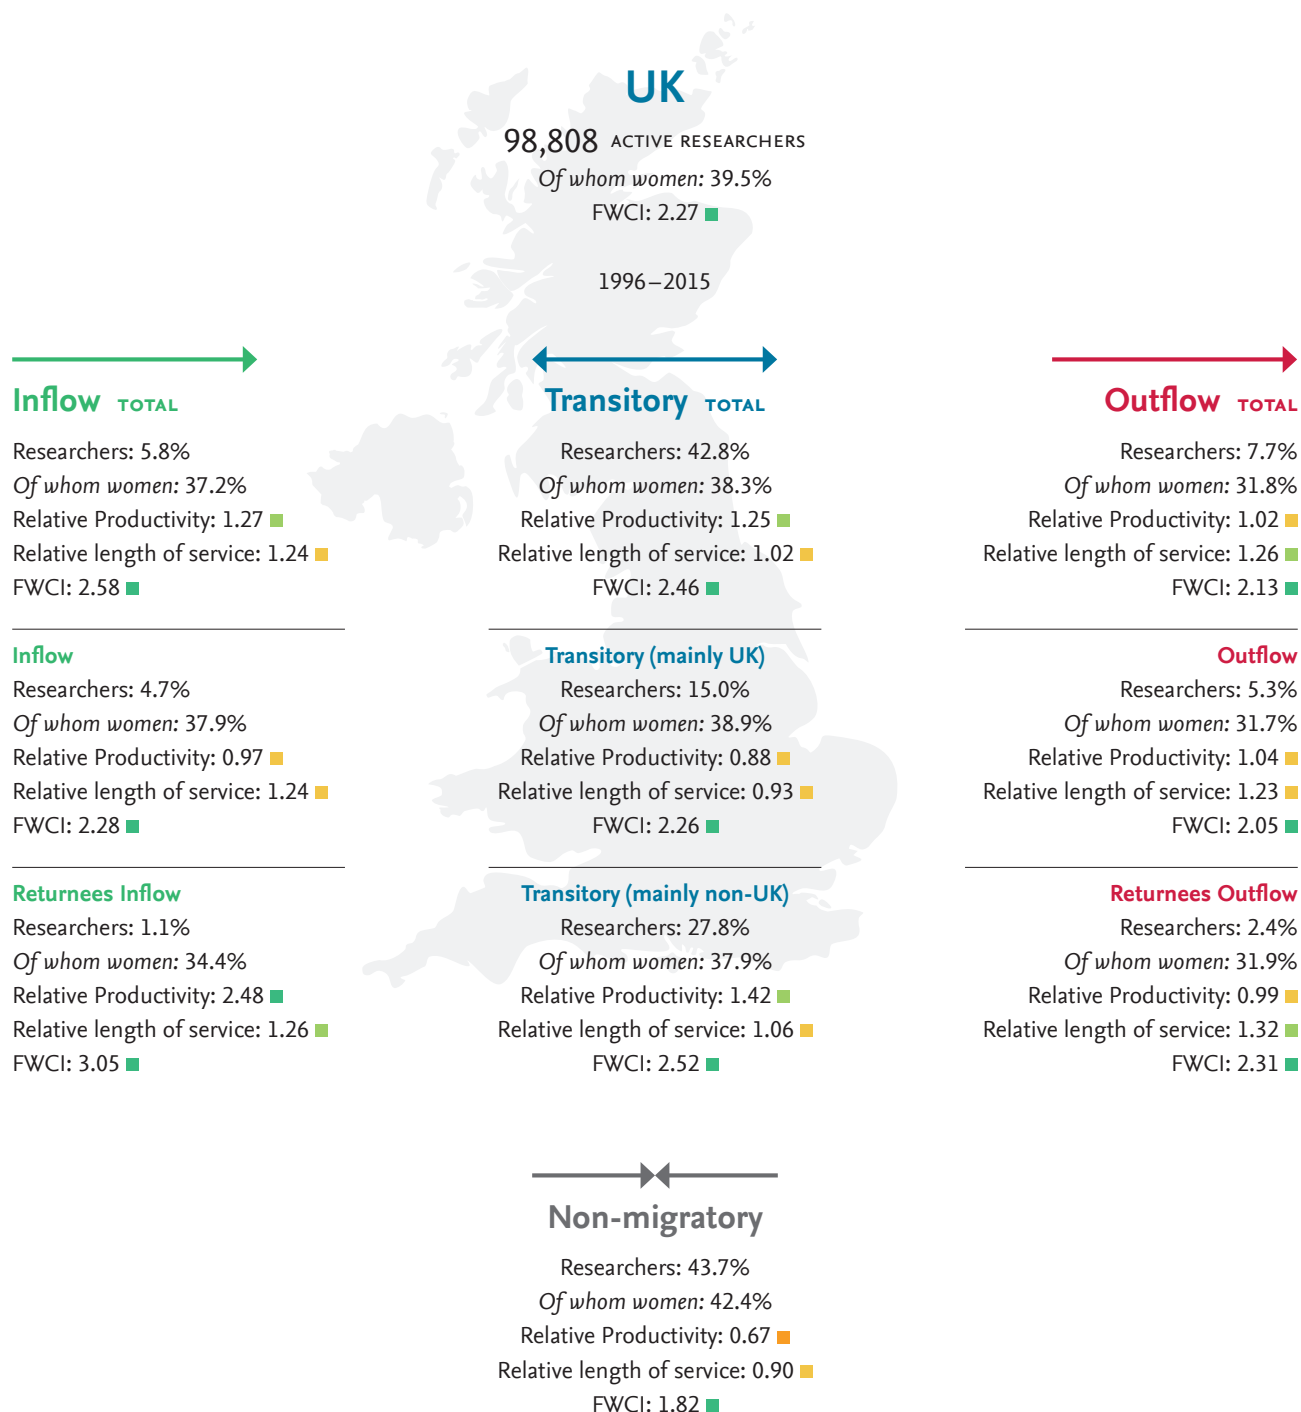 UK
98,808 ACTIVE RESEARCHERS
Of whom women: 39.5%
FWCI: 2.27
1996–2015
Inflow TOTAL
Researchers: 5.8%
Of whom women: 37.2%
Relative Productivity: 1.27
Relative length of service: 1.24
FWCI: 2.58
Inflow
Researchers: 4.7%
Of whom women: 37.9%
Relative Productivity: 0.97
Relative length of service: 1.24
FWCI: 2.28
Returnees Inflow
Researchers: 1.1%
Of whom women: 34.4%
Relative Productivity: 2.48
Relative length of service: 1.26
FWCI: 3.05
Transitory TOTAL
Researchers: 42.8%
Of whom women: 38.3%
Relative Productivity: 1.25
Relative length of service: 1.02
FWCI: 2.46
Transitory (mainly UK)
Researchers: 15.0%
Of whom women: 38.9%
Relative Productivity: 0.88
Relative length of service: 0.93
FWCI: 2.26
Transitory (mainly non-UK)
Researchers: 27.8%
Of whom women: 37.9%
Relative Productivity: 1.42
Relative length of service: 1.06
FWCI: 2.52
Outflow TOTAL
Researchers: 7.7%
Of whom women: 31.8%
Relative Productivity: 1.02
Relative length of service: 1.26
FWCI: 2.13
Outflow
Researchers: 5.3%
Of whom women: 31.7%
Relative Productivity: 1.04
Relative length of service: 1.23
FWCI: 2.05
Returnees Outflow
Researchers: 2.4%
Of whom women: 31.9%
Relative Productivity: 0.99
Relative length of service: 1.32
FWCI: 2.31
Non-migratory
Researchers: 43.7%
Of whom women: 42.4%
Relative Productivity: 0.67
Relative length of service: 0.90
FWCI: 1.82